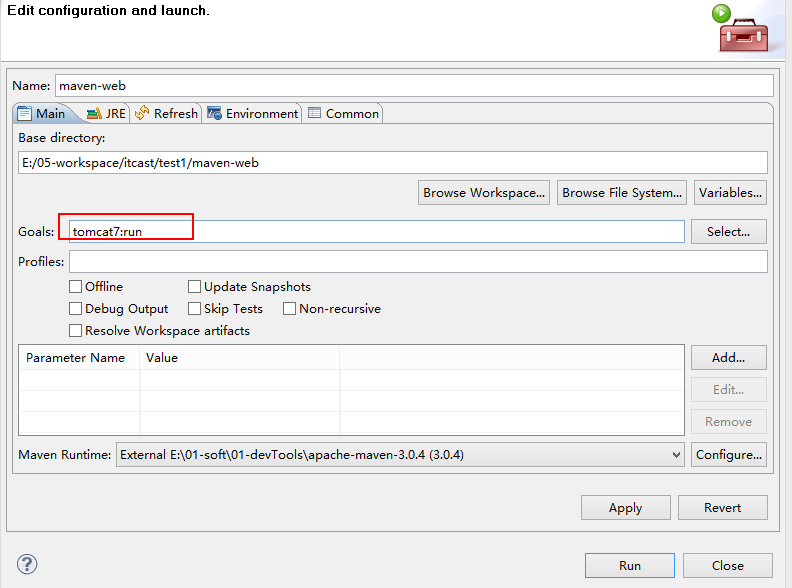 Edit configuration and launch.
Name: maven-web
Main JRE Refresh Environment Common
Base directory:
E:/05-workspace/itcast/test1/maven-web
Browse Workspace... Browse File System... Variables...
Goals: tomcat7:run Select...
Profiles:
Offline Update Snapshots
Debug Output Skip Tests Non-recursive
Resolve Workspace artifacts
Parameter Name Value Add...
Edit...
Remove
Maven Runtime: External E:\01-soft\01-devTools\apache-maven-3.0.4 (3.0.4) Configure...
Apply Revert
? Run Close